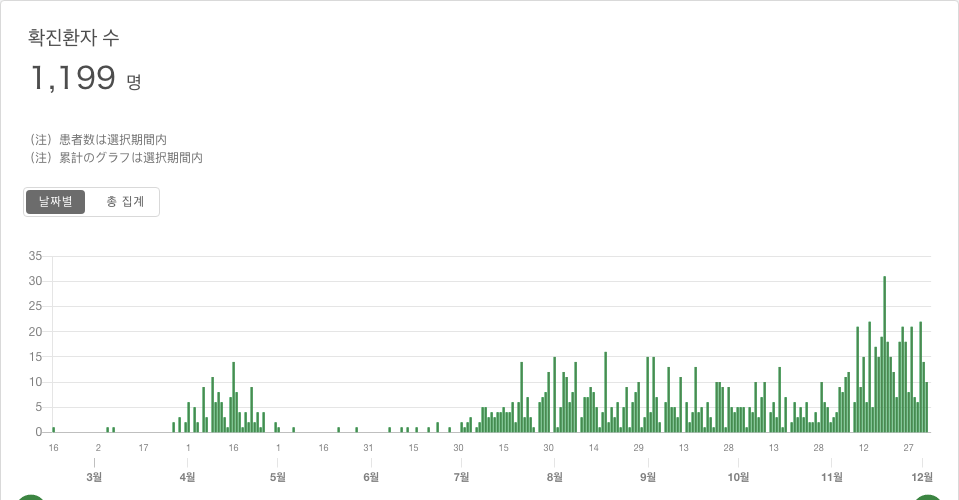 확진환자 수
1,199 명
（注）患者数は選択期間内
（注）累計のグラフは選択期間内
날짜별 총 집계
35
30
25
20
15
10
5
0
16 2 17 1 16 1 16 31 15 30 15 30 14 29 13 28 13 28 12 27
3월 4월 5월 6월 7월 8월 9월 10월 11월 12월